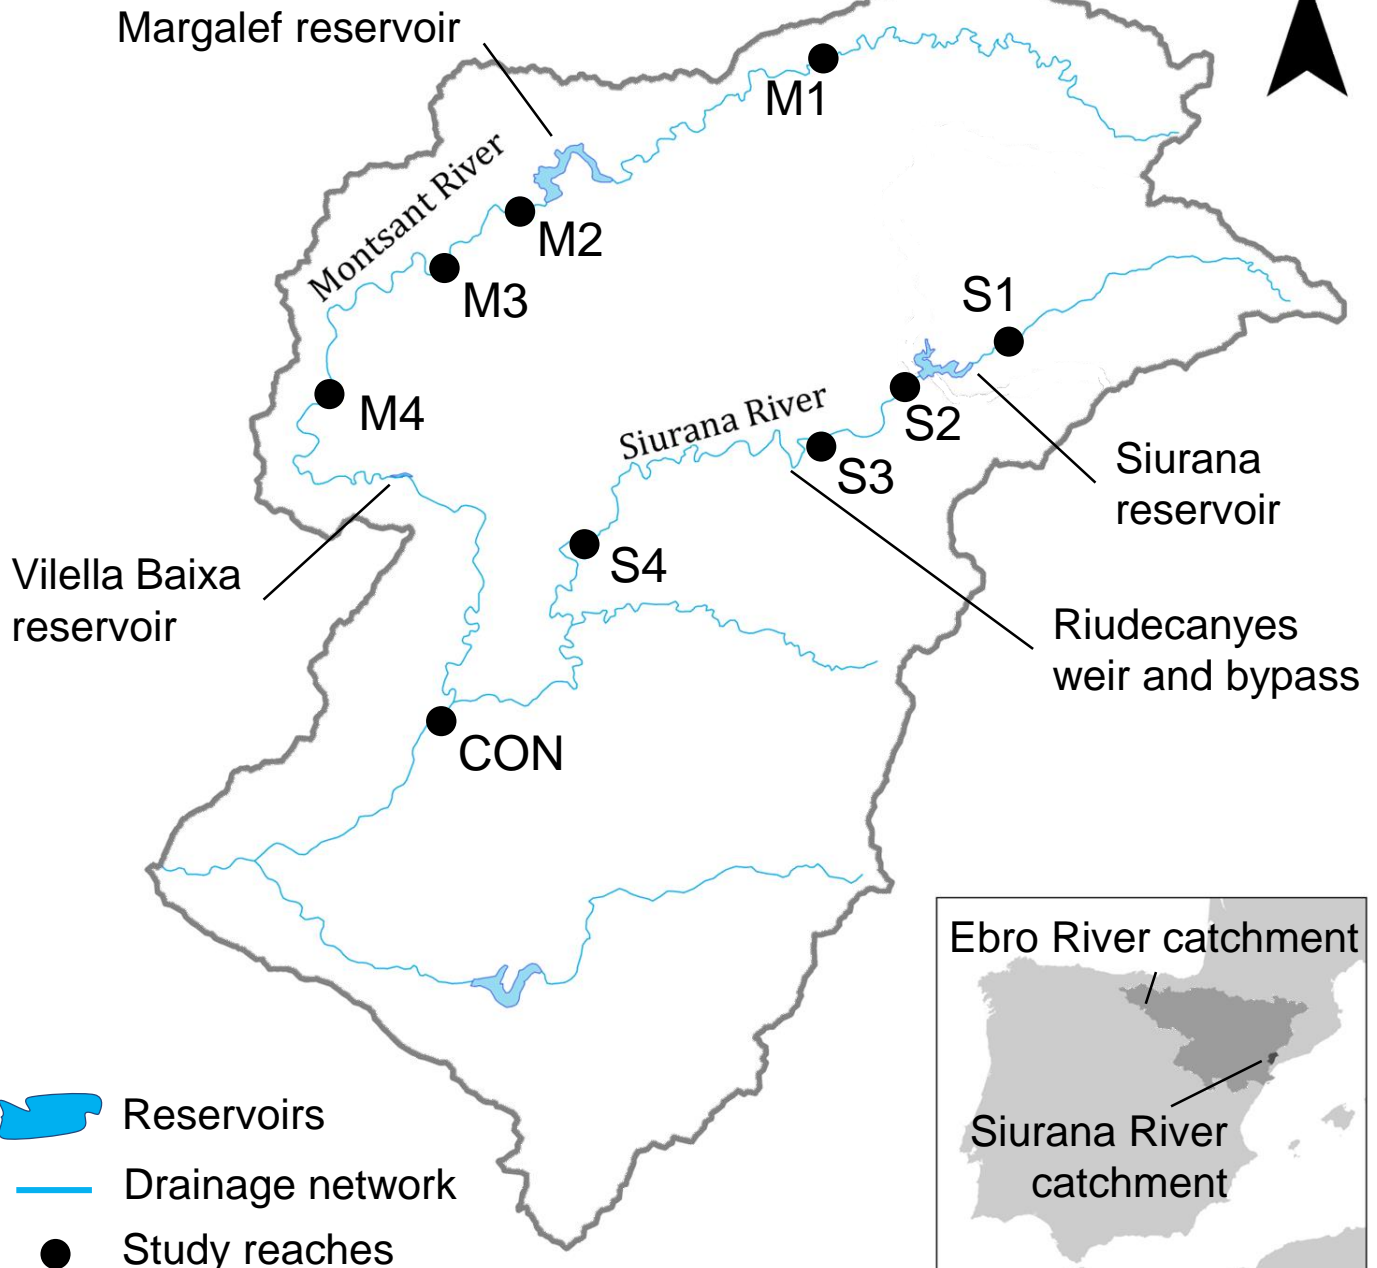 Margalef reservoir
M1
Montsant River
M2
M3
S1
M4
Siurana River
S2
S3
Siurana
reservoir
S4
Vilella Baixa
reservoir
Riudecanyes
weir and bypass
CON
Ebro River catchment
Siurana River
catchment
Reservoirs
Drainage network
Study reaches